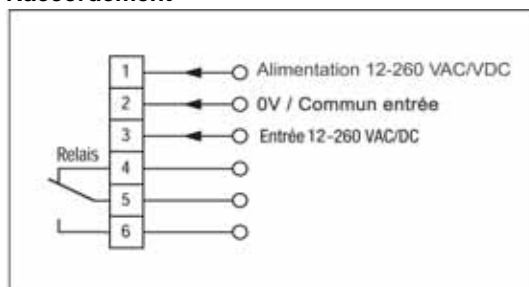 1 Alimentation 12-260 VAC/VDC
2 0V / Commun entrée
3 Entrée 12-260 VAC/DC
Relais
4
5
6